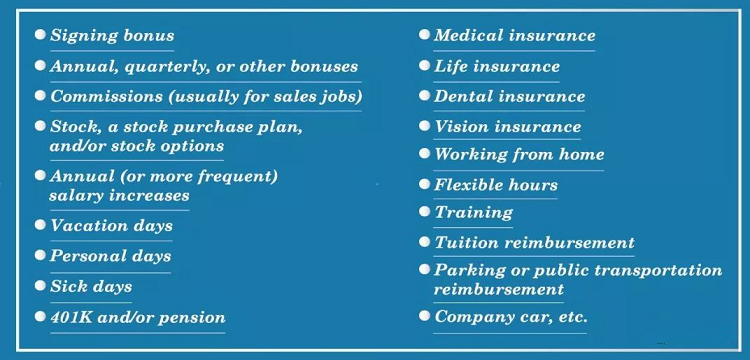 Signing bonus
Annual, quarterly, or other bonuses
Commissions (usually for sales jobs)
Stock, a stock purchase plan,
and/or stock options
Annual (or more frequent)
salary increases
Vacation days
Personal days
Sick days
401K and/or pension
Medical insurance
Life insurance
Dental insurance
Vision insurance
Working from home
Flexible hours
Training
Tuition reimbursement
Parking or public transportation
reimbursement
Company car, etc.